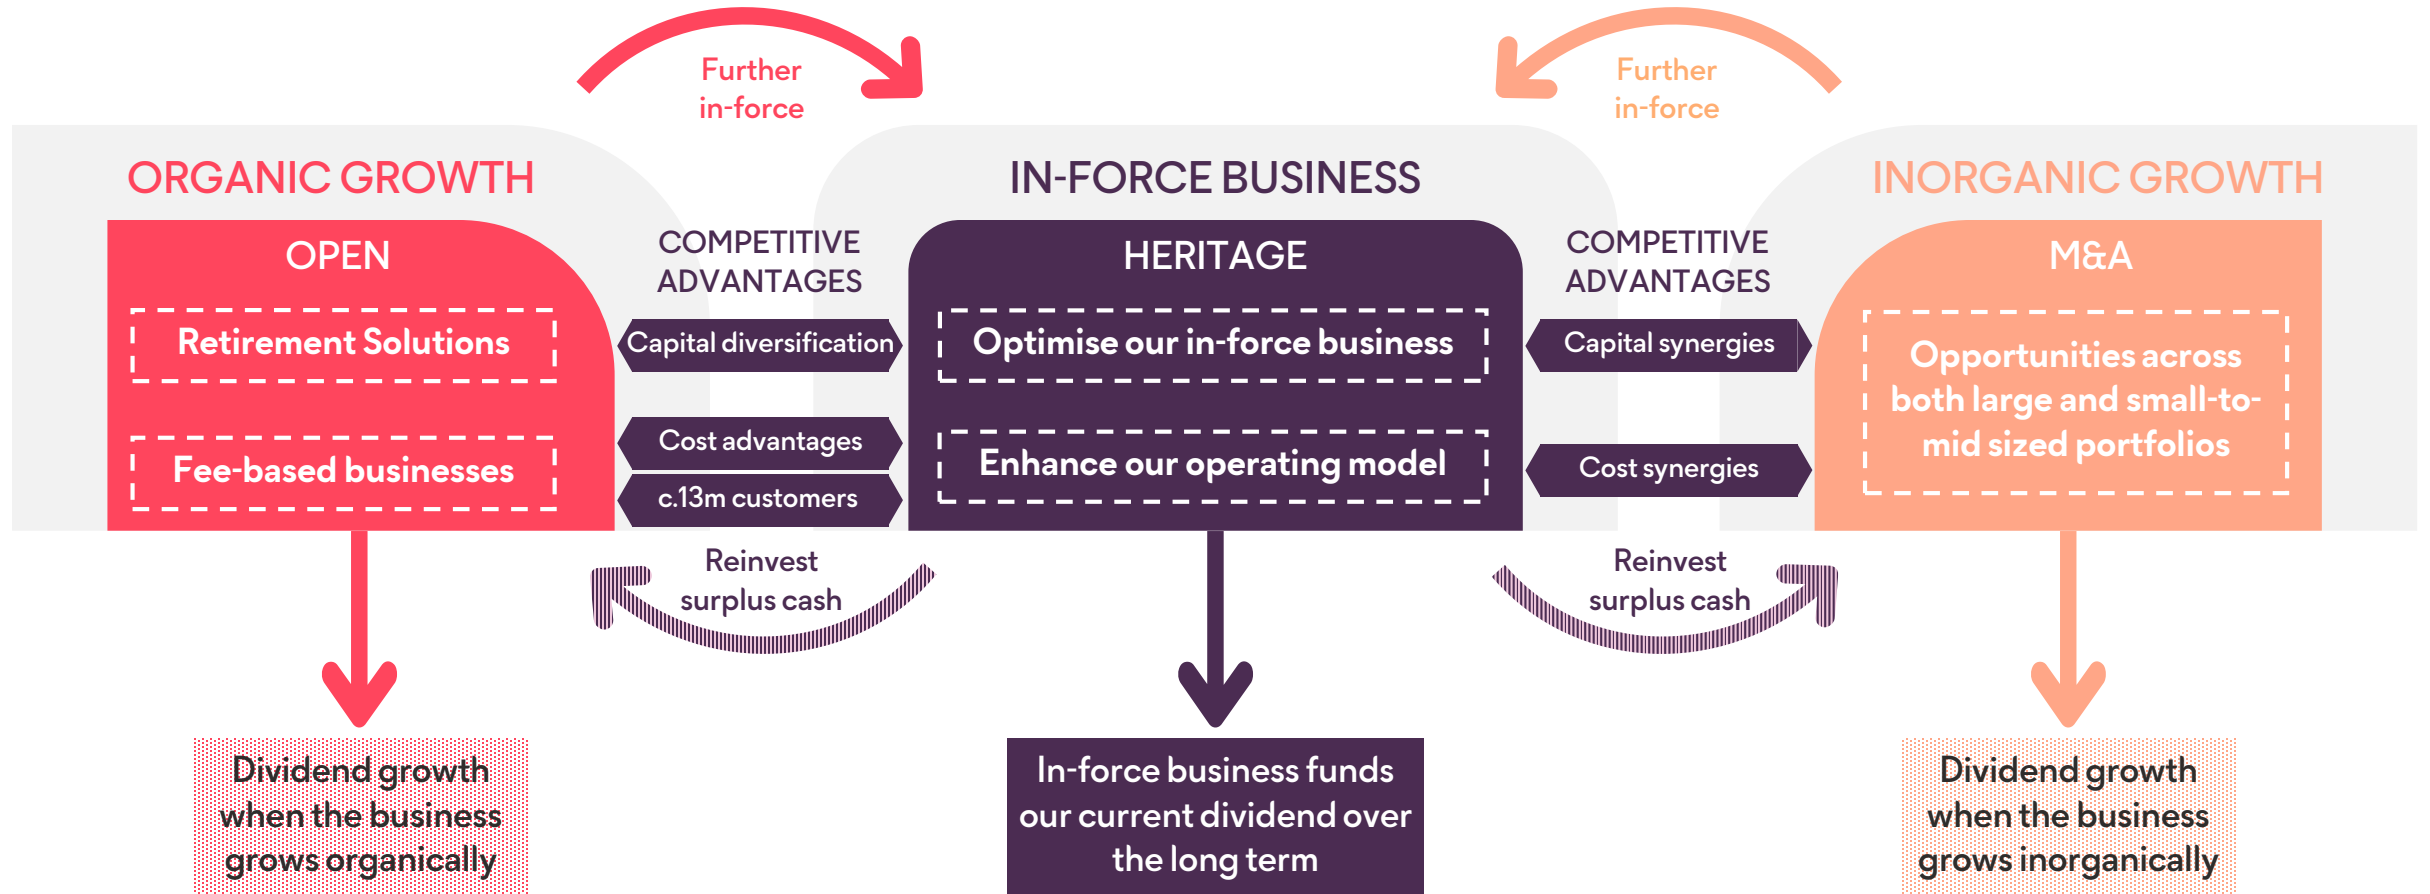 Further
in-force
Further
in-force
ORGANIC GROWTH
OPEN
Retirement Solutions
Fee-based businesses
COMPETITIVE
ADVANTAGES
Capital diversification
Cost advantages
c.13m customers
IN-FORCE BUSINESS
HERITAGE
Optimise our in-force business
Enhance our operating model
COMPETITIVE
ADVANTAGES
Capital synergies
Cost synergies
INORGANIC GROWTH
M&A
Opportunities across
both large and small-to-
mid sized portfolios
Reinvest
surplus cash
Reinvest
surplus cash
Dividend growth
when the business
grows organically
In-force business funds
our current dividend over
the long term
Dividend growth
when the business
grows inorganically